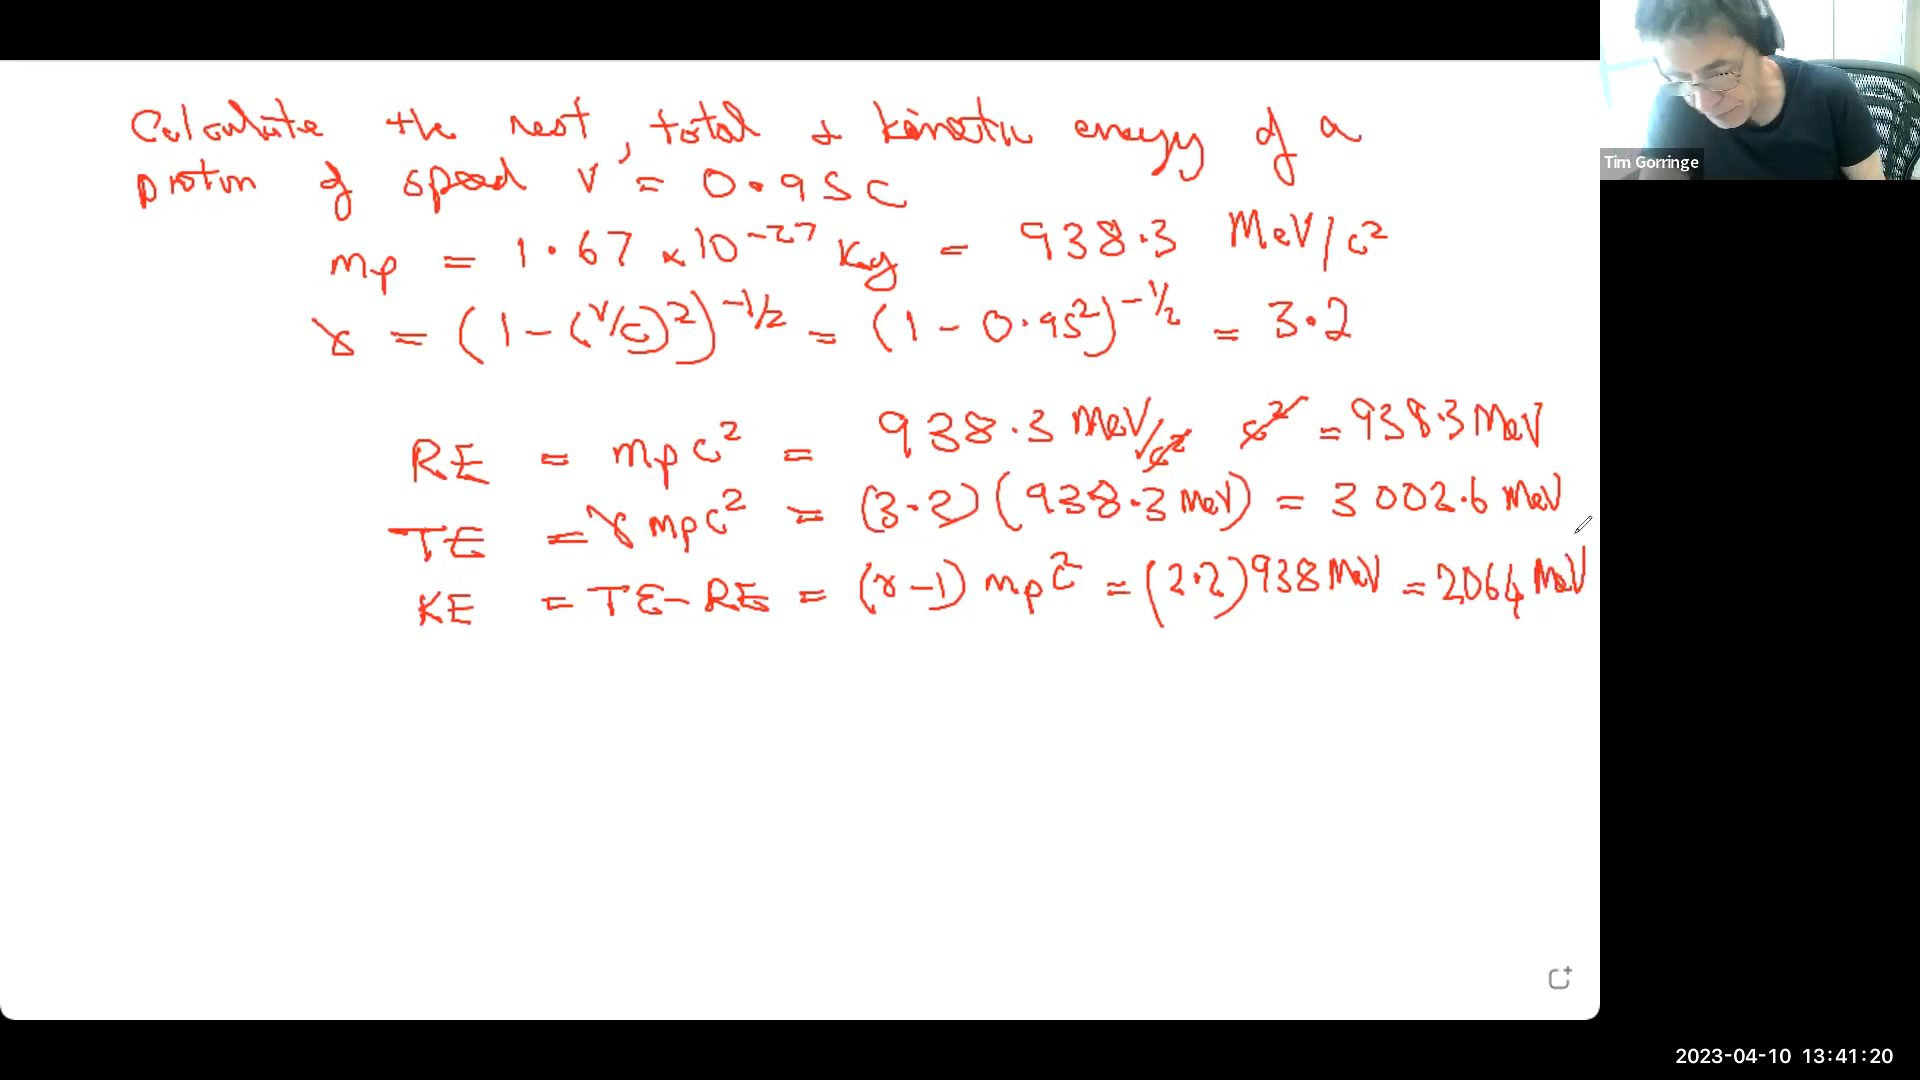 Calculate the rest, total & kinetic energy of a
proton of speed v = 0.95c
mp = 1.67 × 10^-27 Kg = 938.3 MeV/c²
γ = (1 - (v/c)²)^-1/2 = (1 - 0.95²)^-1/2 = 3.2
RE = mpc² = 938.3 MeV/c² c² = 938.3 MeV
TE = γmpc² = (3.2)(938.3 MeV) = 3002.6 MeV
KE = TE-RE = (γ-1) mpc² = (2.2)938 MeV = 2064 MeV
Tim Gorringe
2023-04-10 13:41:20